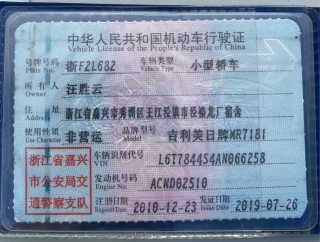 中华人民共和国机动车行驶证
Vehicle License of the People's Republic of China
号牌号码 浙F2L682 车辆类型 小型轿车
Plate No. Vehicle Type
所有人 汪胜云
Owner
住址 浙江省嘉兴市秀洲区王江泾镇市泾榆龙厂宿舍
Address
使用性质 非营运 品牌型号 吉利美日牌MR7181
Use Character Model
浙江省嘉兴
市公安局交
通警察支队
车辆识别代号 L6T7844S4AN066258
VIN
发动机号码 ACND02510
Engine No.
注册日期 2010-12-23 发证日期 2019-07-26
Register Date Issue Date